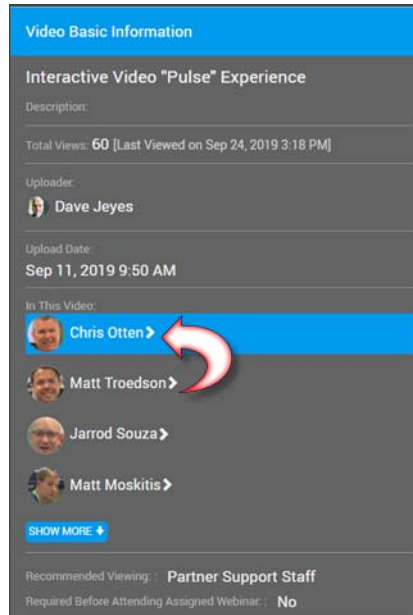 Video Basic Information
Interactive Video "Pulse" Experience
Description:
Total Views: 60 [Last Viewed on Sep 24, 2019 3:18 PM]
Uploader:
Dave Jeyes
Upload Date:
Sep 11, 2019 9:50 AM
In This Video:
Chris Otten
Matt Troedson
Jarrod Souza
Matt Moskitis
SHOW MORE
Recommended Viewing: : Partner Support Staff
Required Before Attending Assigned Webinar: : No